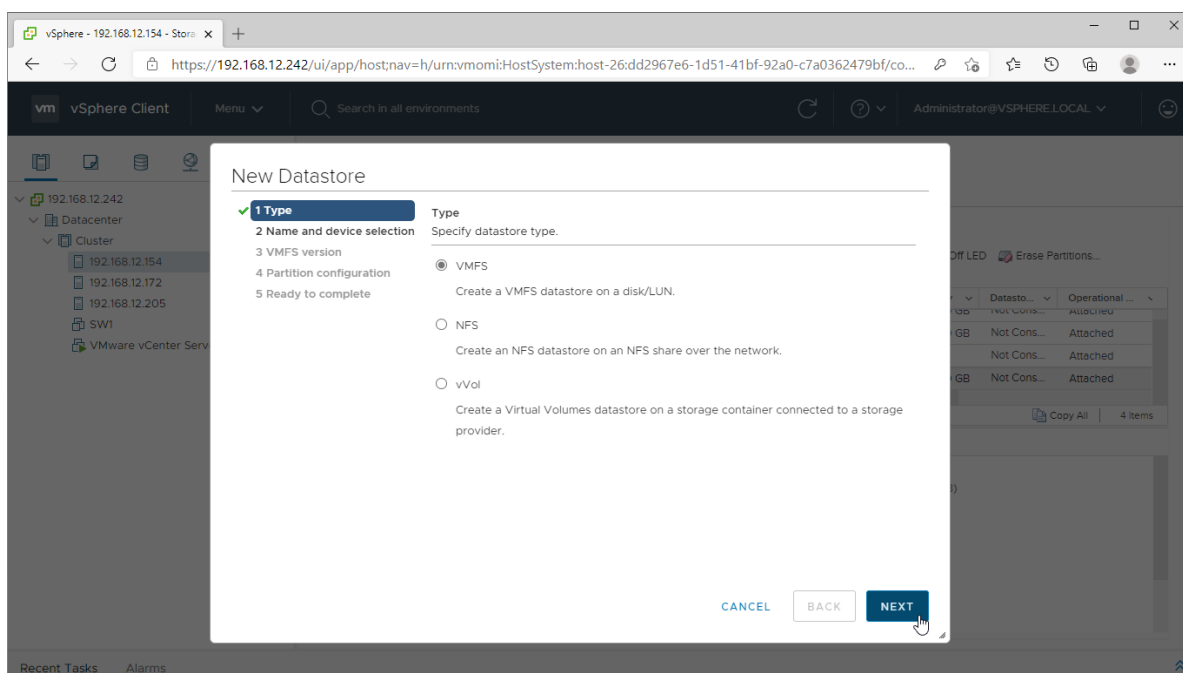 vSphere - 192.168.12.154 - Stora
https://192.168.12.242/ui/app/host;nav=h/urn:vmomi:HostSystem:host-26:dd2967e6-1d51-41bf-92a0-c7a0362479bf/co...
vm vSphere Client Menu Search in all environments Administrator@VSPHERE.LOCAL
New Datastore
192.168.12.242
Datacenter
Cluster
192.168.12.154
192.168.12.172
192.168.12.205
SW1
VMware vCenter Serv
1 Type
2 Name and device selection
3 VMFS version
4 Partition configuration
5 Ready to complete
Type
Specify datastore type.
VMFS
Create a VMFS datastore on a disk/LUN.
NFS
Create an NFS datastore on an NFS share over the network.
vVol
Create a Virtual Volumes datastore on a storage container connected to a storage
provider.
CANCEL BACK NEXT
Off LED Erase Partitions...
Datasto... Operational ...
GB Not Cons... Attached
GB Not Cons... Attached
Not Cons... Attached
GB Not Cons... Attached
Copy All 4 items
Recent Tasks Alarms